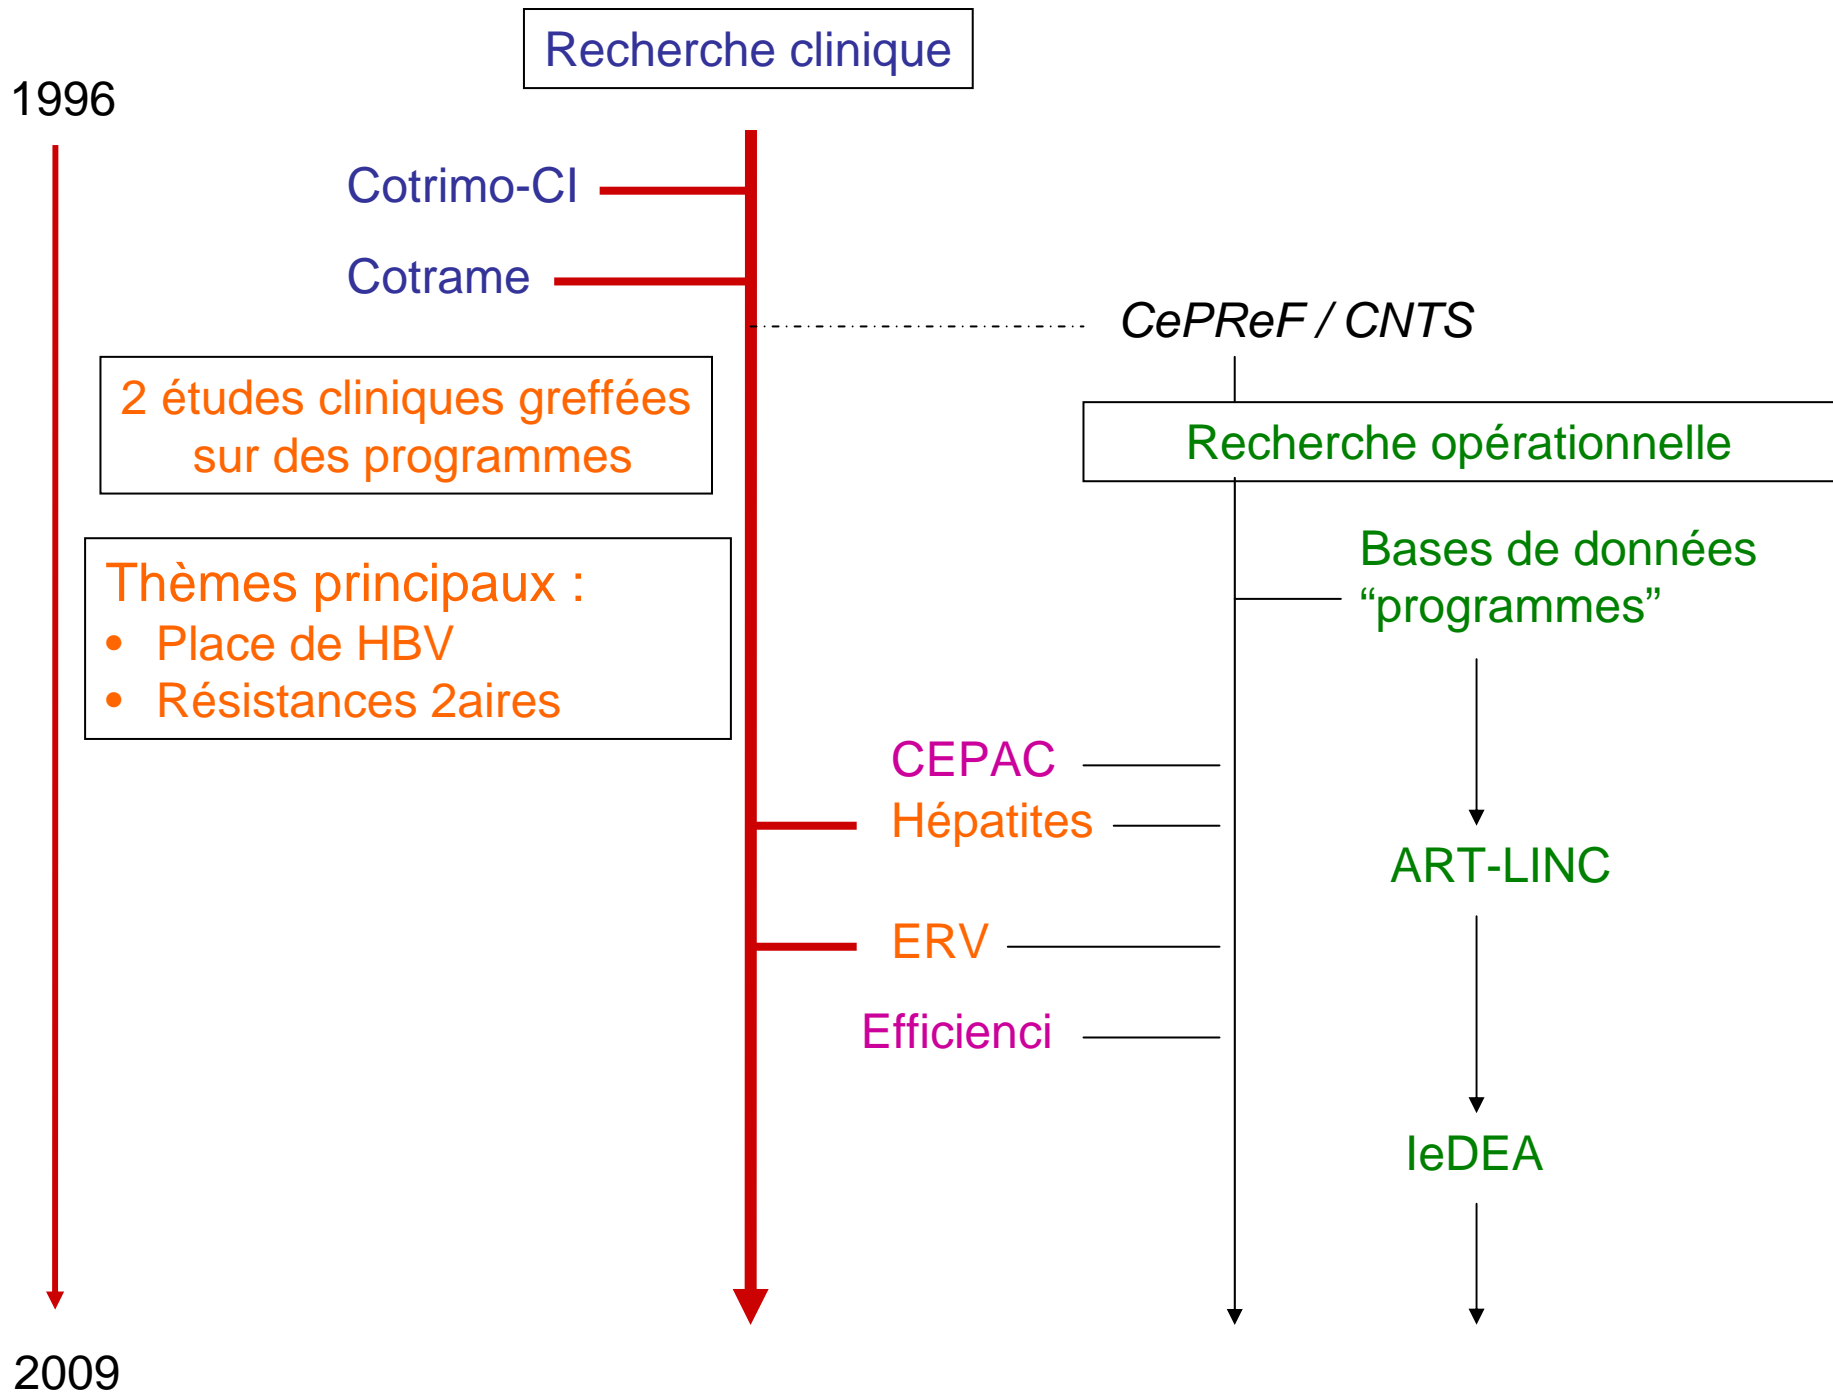 Recherche clinique
1996
Cotrimo-CI
Cotrame
CePReF / CNTS
2 études cliniques greffées
sur des programmes
Recherche opérationnelle
Thèmes principaux :
• Place de HBV
• Résistances 2aires
Bases de données
“programmes”
CEPAC
Hépatites
ART-LINC
ERV
Efficienci
IeDEA
2009